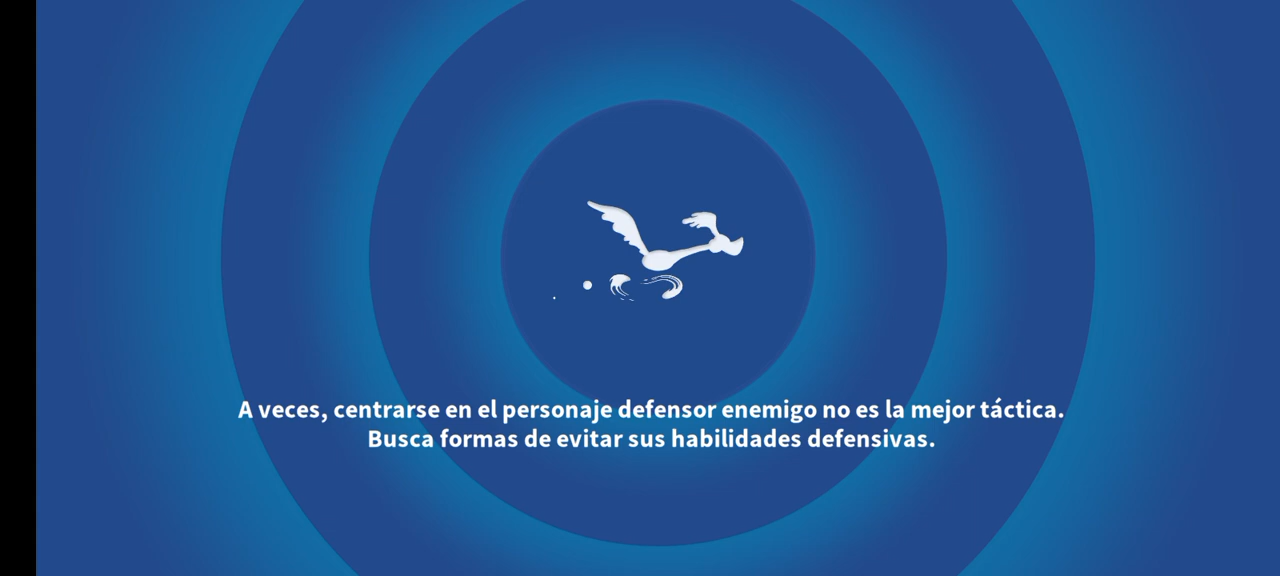 A veces, centrarse en el personaje defensor enemigo no es la mejor táctica.
Busca formas de evitar sus habilidades defensivas.